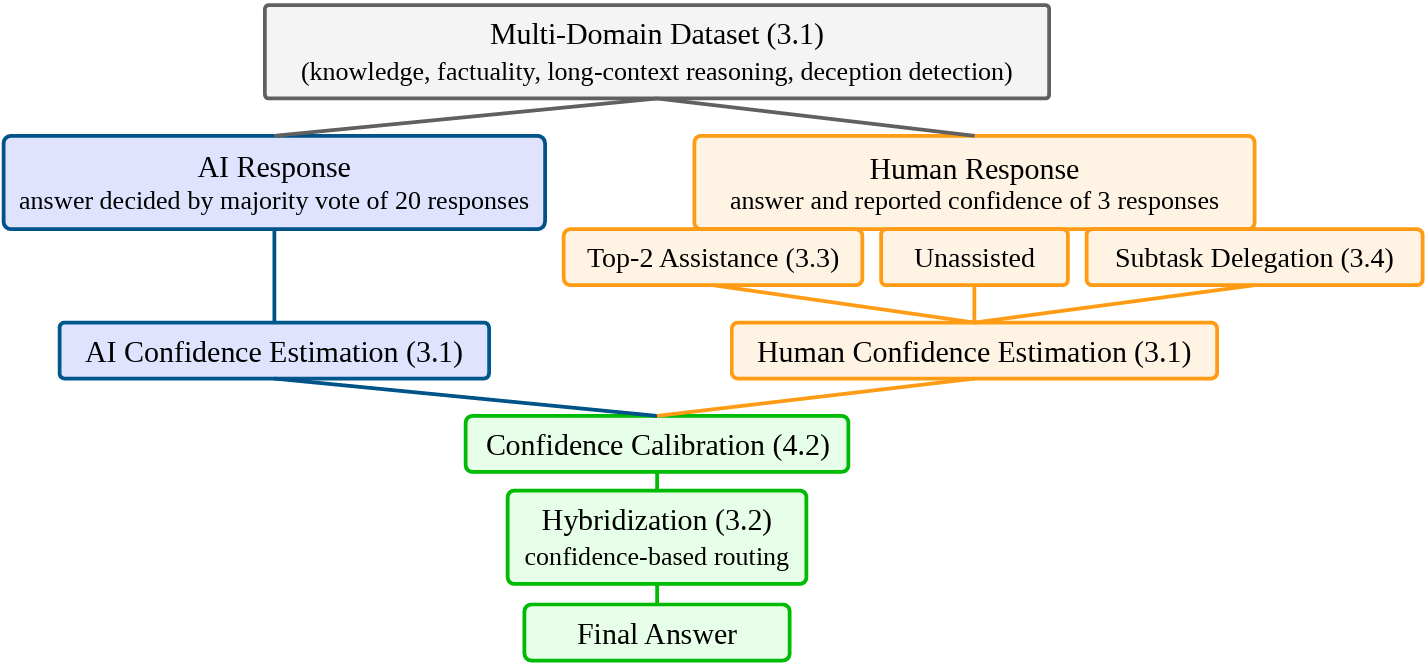 Multi-Domain Dataset (3.1)
(knowledge, factuality, long-context reasoning, deception detection)
AI Response
answer decided by majority vote of 20 responses
Human Response
answer and reported confidence of 3 responses
Top-2 Assistance (3.3)
Unassisted
Subtask Delegation (3.4)
AI Confidence Estimation (3.1)
Human Confidence Estimation (3.1)
Confidence Calibration (4.2)
Hybridization (3.2)
confidence-based routing
Final Answer